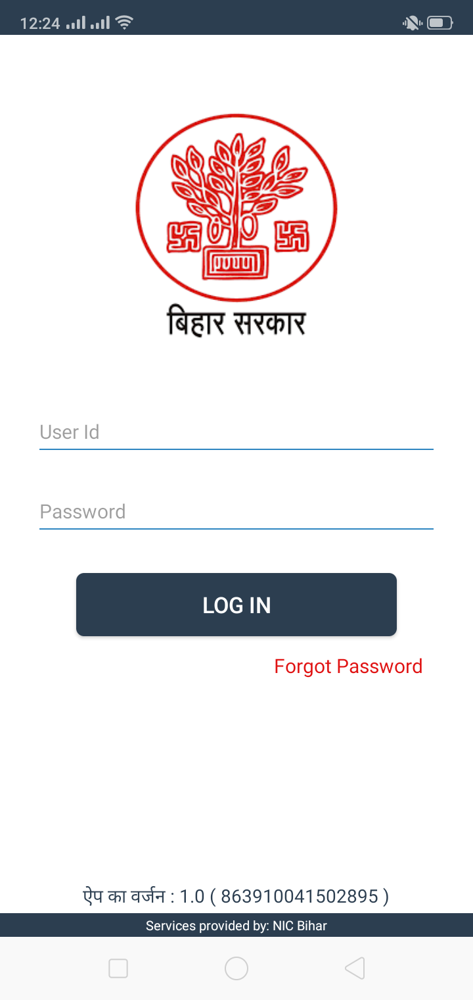 12:24
बिहार सरकार
User Id
Password
LOG IN
Forgot Password
ऐप का वर्जन : 1.0 ( 863910041502895 )
Services provided by: NIC Bihar